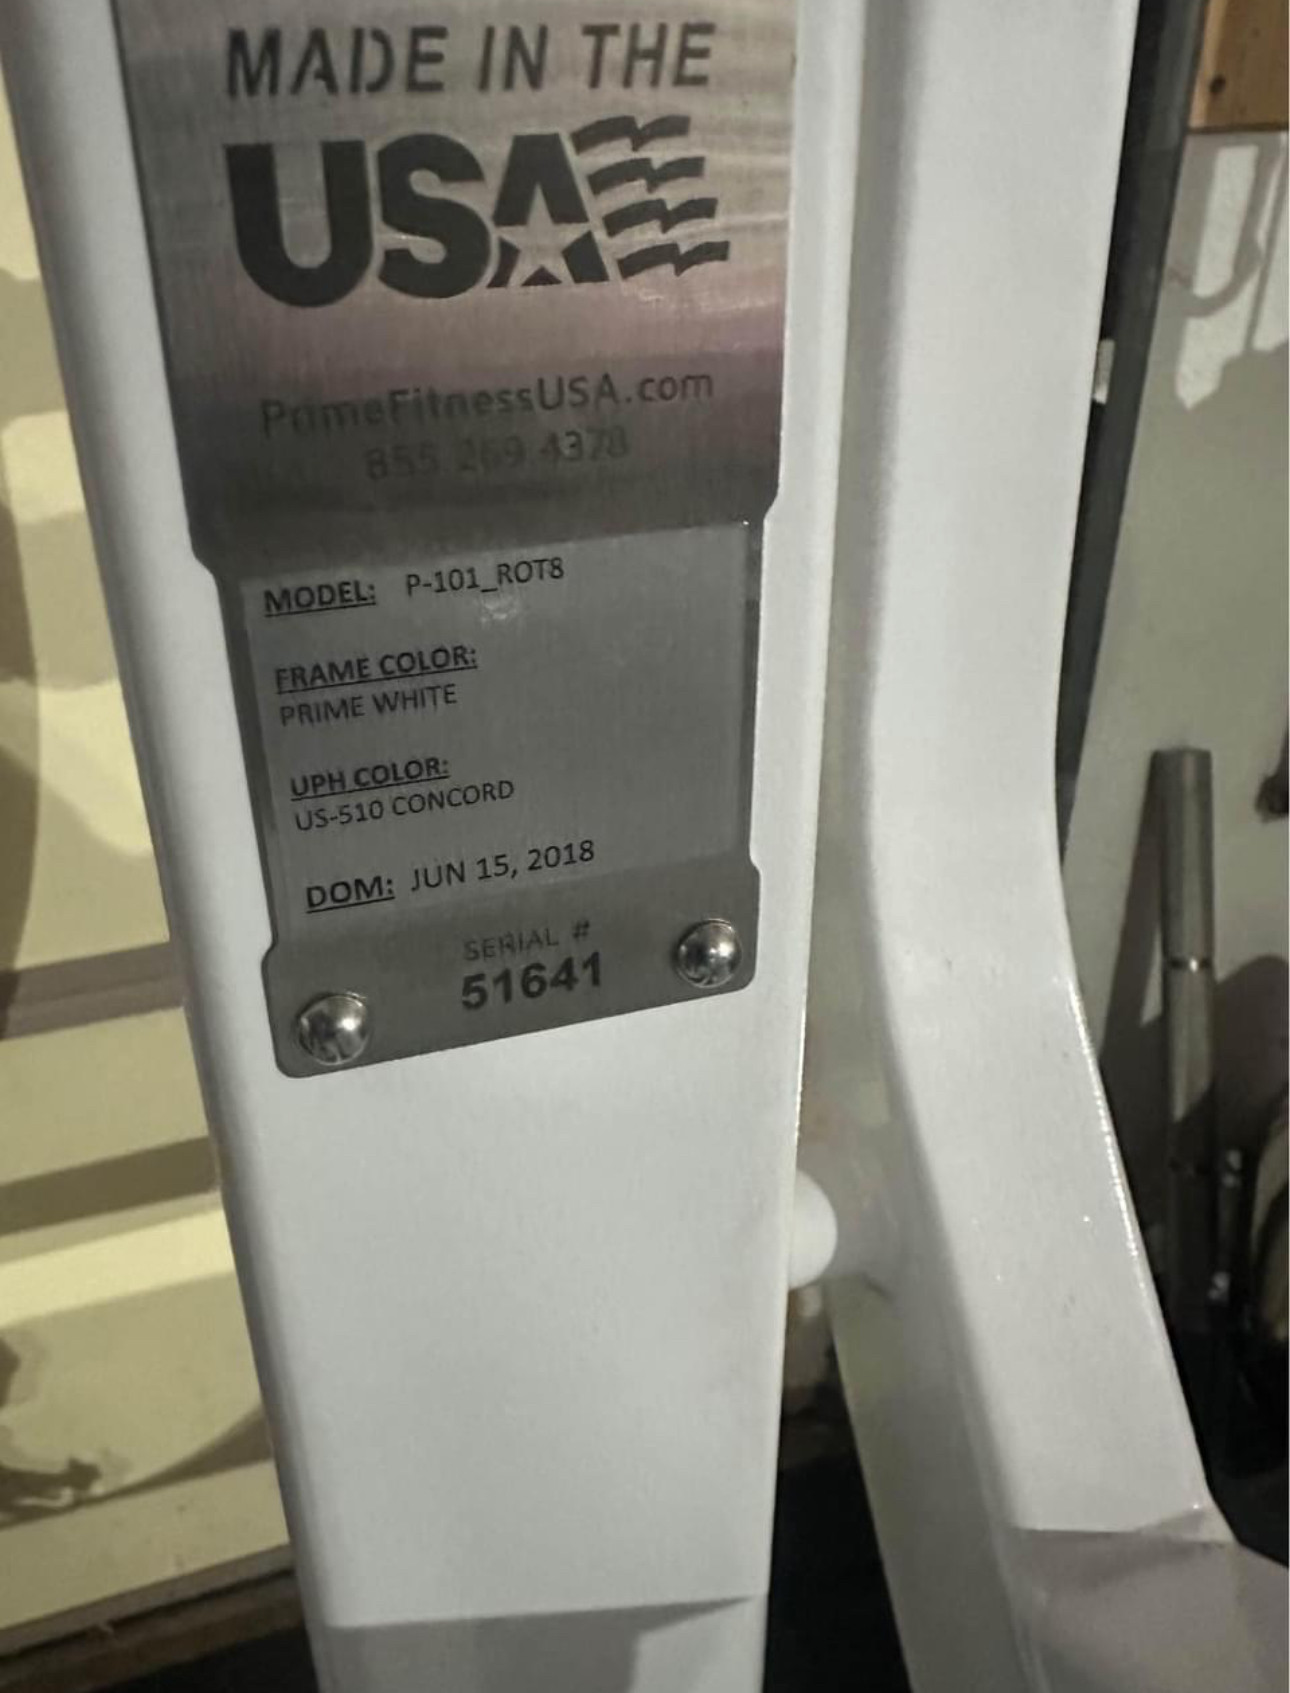 MADE IN THE
USA
PrimeFitnessUSA.com
855 269 4378
MODEL: P-101_ROT8
FRAME COLOR:
PRIME WHITE
UPH COLOR:
US-510 CONCORD
DOM: JUN 15, 2018
SERIAL #
51641